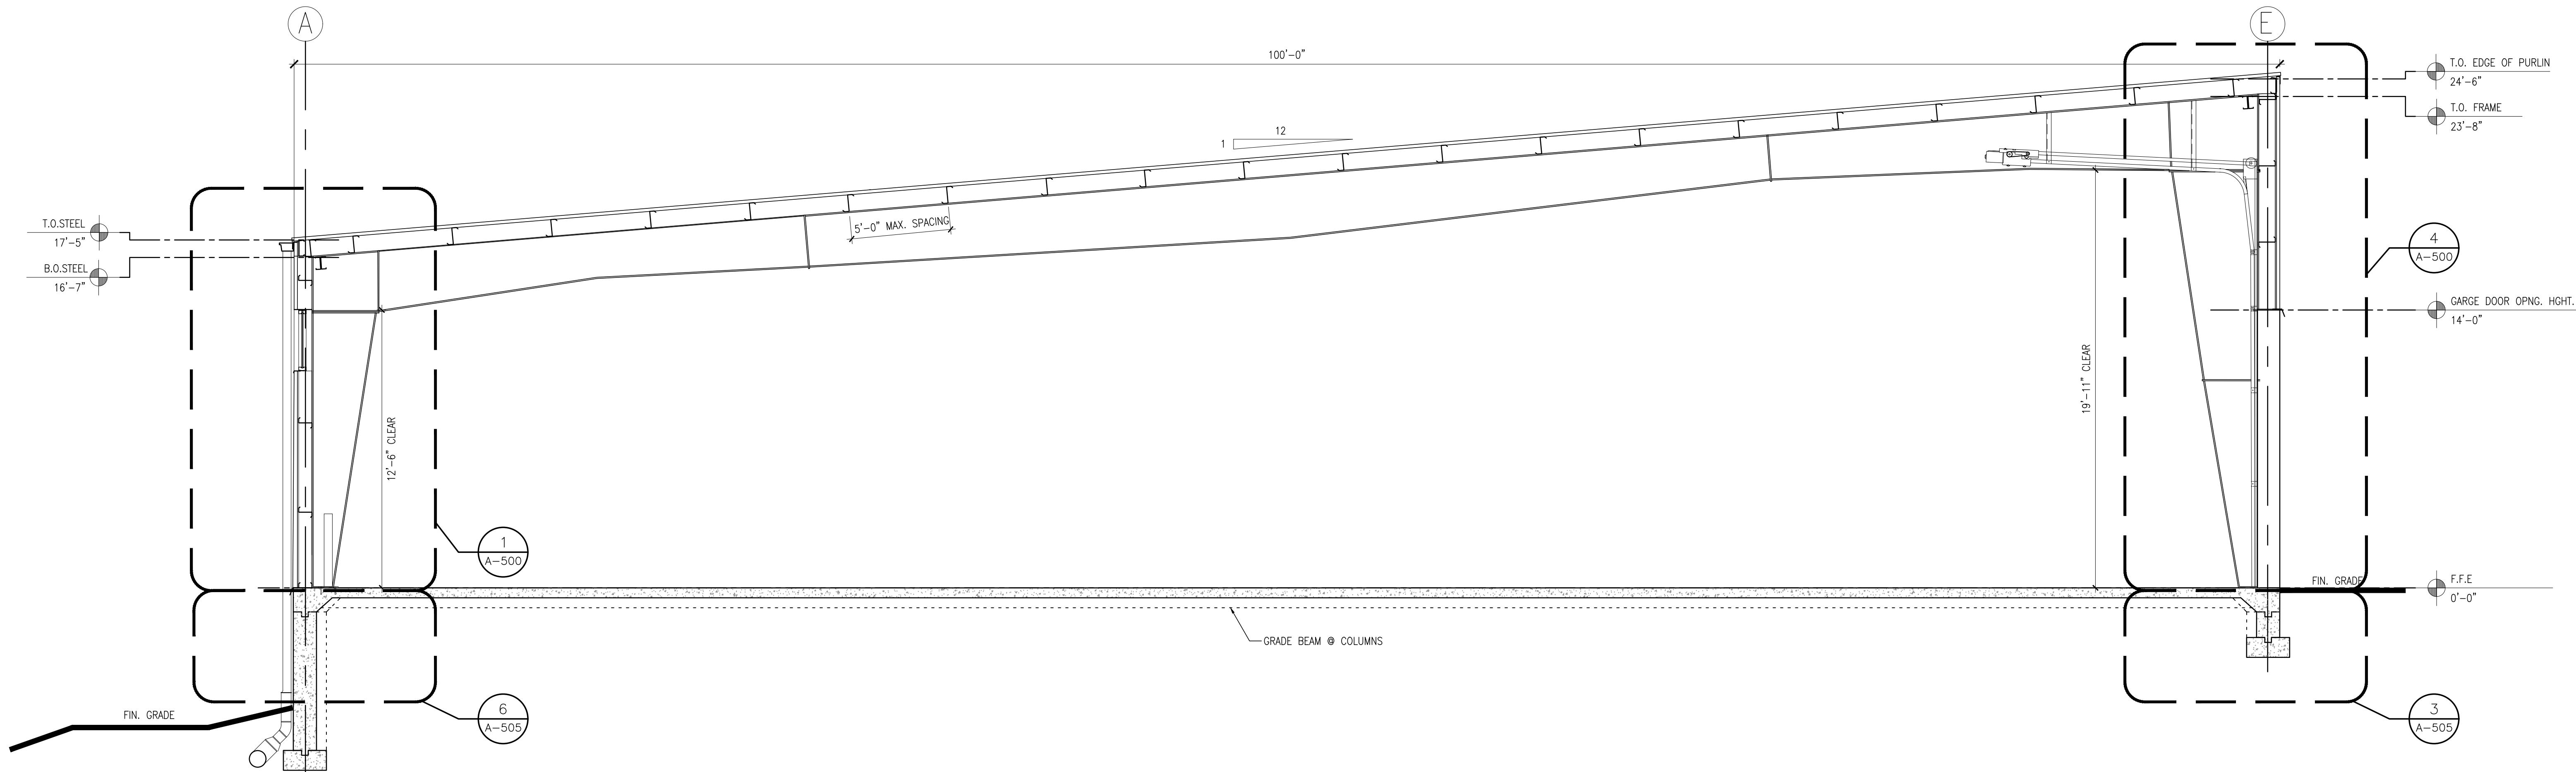 A
E
100'-0"
T.O. EDGE OF PURLIN
24'-6"
T.O. FRAME
23'-8"
12
1
T.O.STEEL
17'-5"
B.O.STEEL
16'-7"
5'-0" MAX. SPACING
4
A-500
GARGE DOOR OPNG. HGHT.
14'-0"
19'-11" CLEAR
12'-6" CLEAR
1
A-500
FIN. GRADE
F.F.E
0'-0"
GRADE BEAM @ COLUMNS
FIN. GRADE
6
A-505
3
A-505